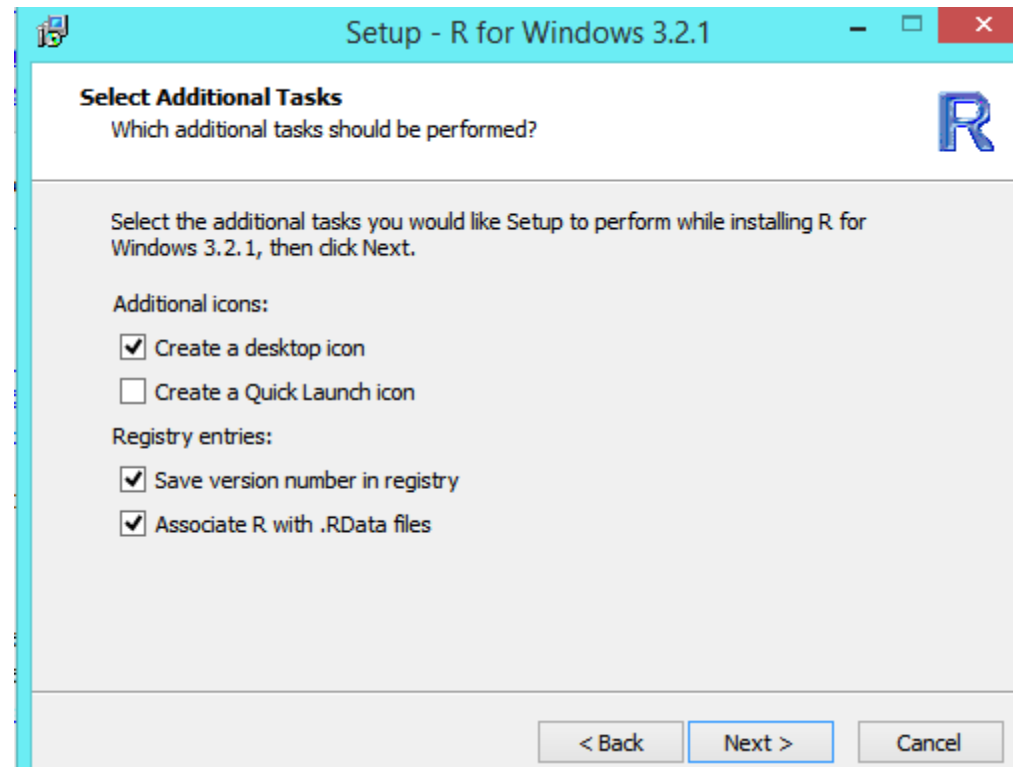 Setup - R for Windows 3.2.1
Select Additional Tasks
Which additional tasks should be performed?
R
Select the additional tasks you would like Setup to perform while installing R for
Windows 3.2.1, then click Next.
Additional icons:
Create a desktop icon
Create a Quick Launch icon
Registry entries:
Save version number in registry
Associate R with .RData files
< Back Next > Cancel